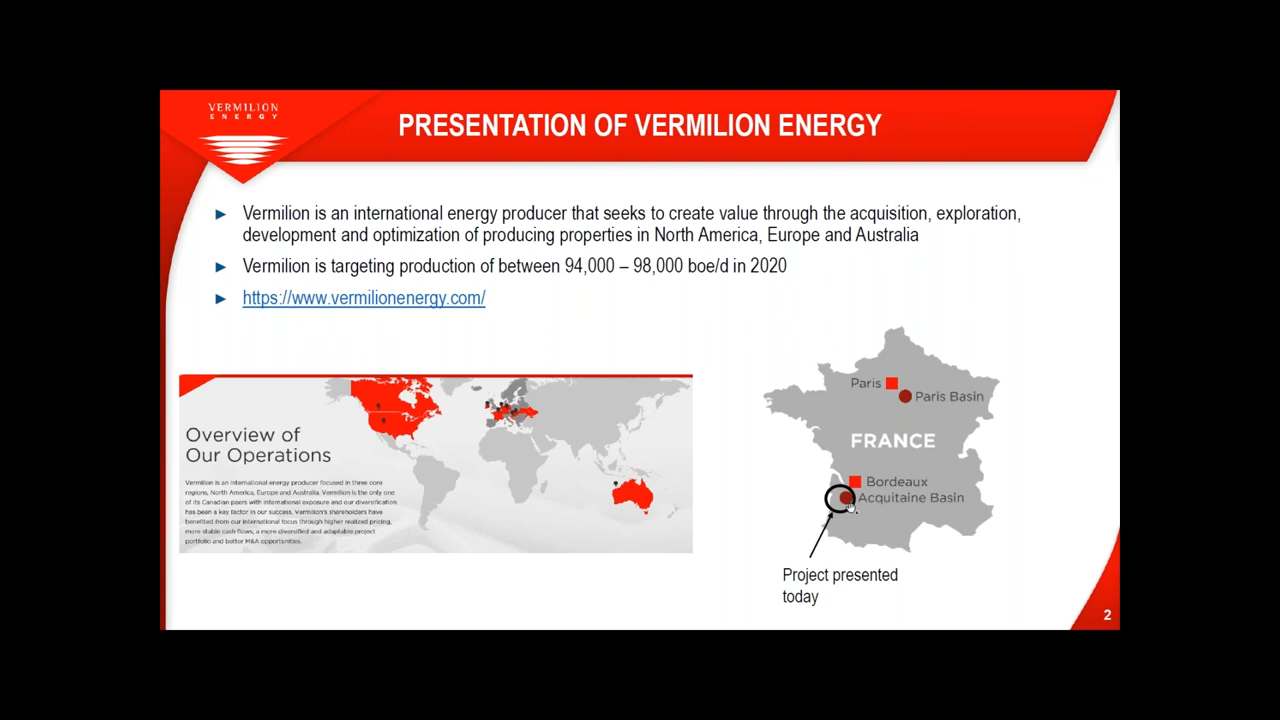 VERMILION
ENERGY
PRESENTATION OF VERMILION ENERGY
► Vermilion is an international energy producer that seeks to create value through the acquisition, exploration,
development and optimization of producing properties in North America, Europe and Australia
► Vermilion is targeting production of between 94,000 – 98,000 boe/d in 2020
► https://www.vermilionenergy.com/
Overview of
Our Operations
Vermilion is an international energy producer focused in three core
regions, North America, Europe and Australia. Vermilion is the only one
of its Canadian peers with international exposure and our diversification
has been a key factor in our success. Vermilion's shareholders have
benefited from our international focus through higher realized pricing,
more stable cash flows, a more diversified and adaptable project
portfolio and better M&A opportunities.
Paris
Paris Basin
FRANCE
Bordeaux
Acquitaine Basin
Project presented
today
2